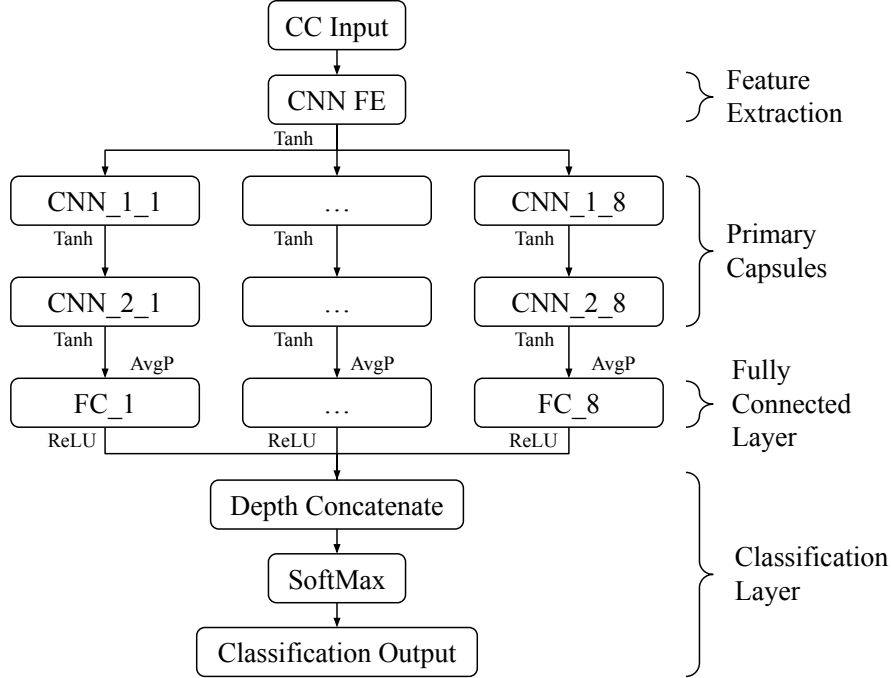 CC Input
CNN FE
Feature
Extraction
Tanh
CNN_1_1
...
CNN_1_8
Tanh
Tanh
Tanh
Primary
Capsules
CNN_2_1
...
CNN_2_8
Tanh
Tanh
Tanh
AvgP
AvgP
AvgP
FC_1
...
FC_8
Fully
Connected
Layer
ReLU
ReLU
ReLU
Depth Concatenate
SoftMax
Classification
Layer
Classification Output